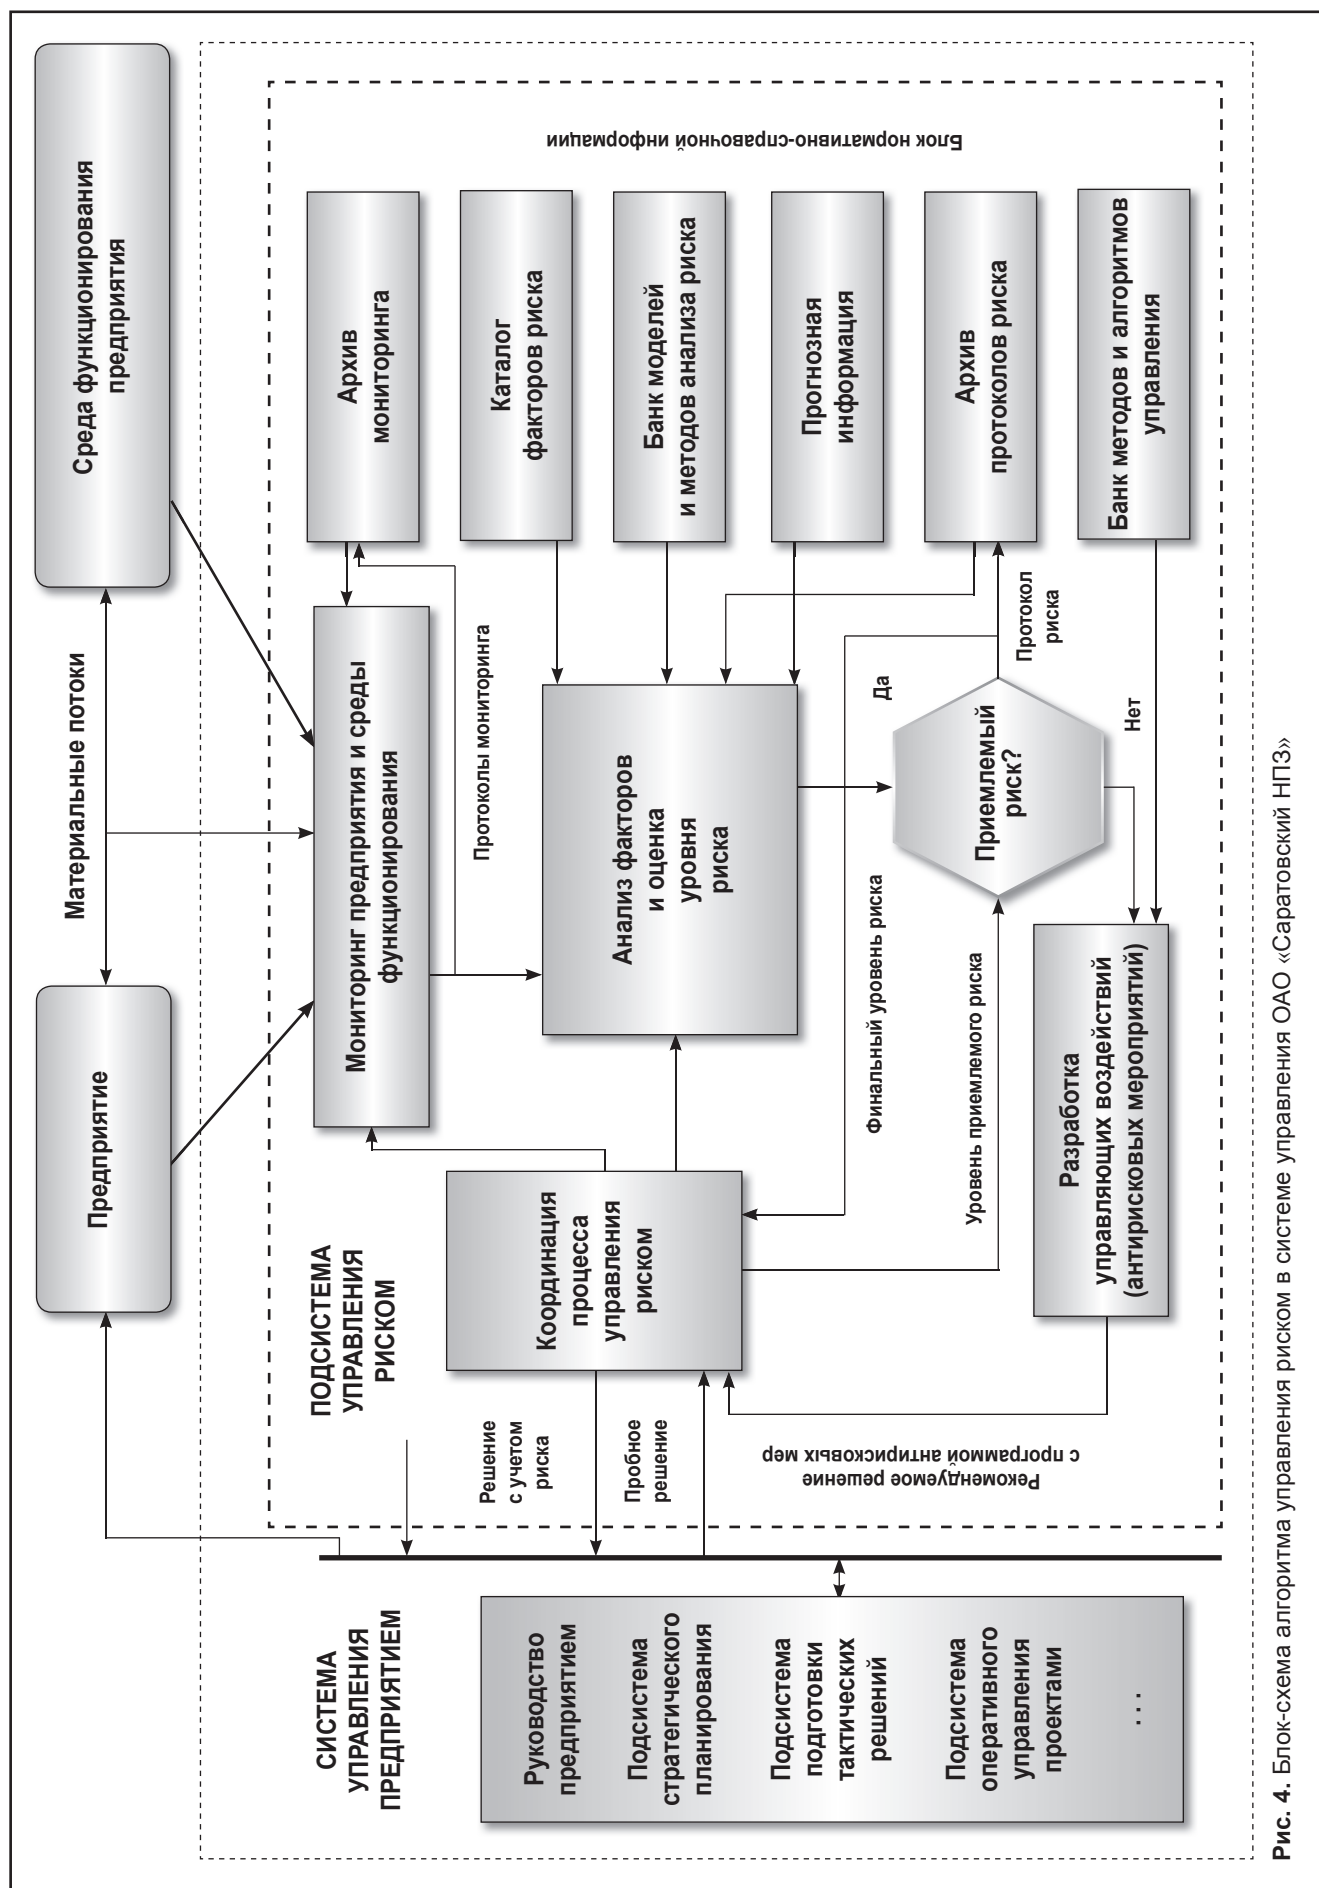 Предприятие
Материальные потоки
Среда функционирования
предприятия
СИСТЕМА
УПРАВЛЕНИЯ
ПРЕДПРИЯТИЕМ
ПОДСИСТЕМА
УПРАВЛЕНИЯ
РИСКОМ
Мониторинг предприятия и среды
функционирования
Архив
мониторинга
Руководство
предприятием
Подсистема
стратегического
планирования
Подсистема
подготовки
тактических
решений
Подсистема
оперативного
управления
проектами
. . .
Решение
с учетом
риска
Пробное
решение
Координация
процесса
управления
риском
Протоколы мониторинга
Каталог
факторов риска
Анализ факторов
и оценка
уровня
риска
Банк моделей
и методов анализа риска
Прогнозная
информация
Рекомендуемое решение
с программой антирисковых мер
Финальный уровень риска
Да
Уровень приемлемого риска
Приемлемый
риск?
Протокол
риска
Архив
протоколов риска
Нет
Разработка
управляющих воздействий
(антирисковых мероприятий)
Банк методов и алгоритмов
управления
Блок нормативно-справочной информации
Рис. 4. Блок-схема алгоритма управления риском в системе управления ОАО «Саратовский НПЗ»